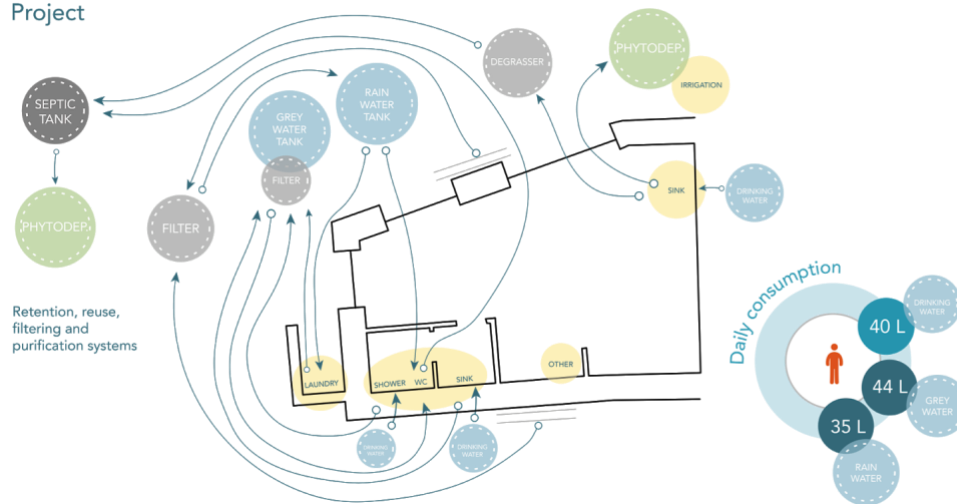 Project
SEPTIC
TANK
PHYTODEP.
Retention, reuse,
filtering and
purification systems
FILTER
GREY
WATER
TANK
FILTER
RAIN
WATER
TANK
DEGRASSER
PHYTODEP.
IRRIGATION
SINK
DRINKING
WATER
LAUNDRY
SHOWER
WC
SINK
OTHER
DRINKING
WATER
DRINKING
WATER
Daily consumption
40 L
DRINKING
WATER
44 L
GREY
WATER
35 L
RAIN
WATER